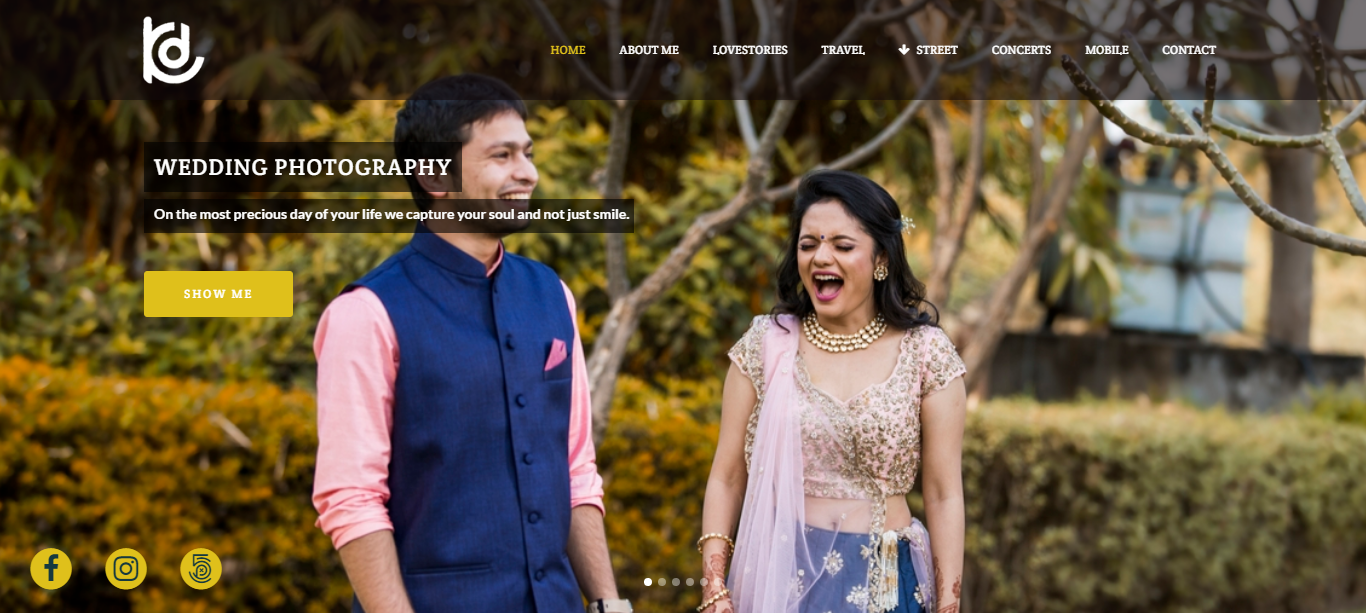 kd
HOME ABOUT ME LOVESTORIES TRAVEL STREET CONCERTS MOBILE CONTACT
WEDDING PHOTOGRAPHY
On the most precious day of your life we capture your soul and not just smile.
SHOW ME